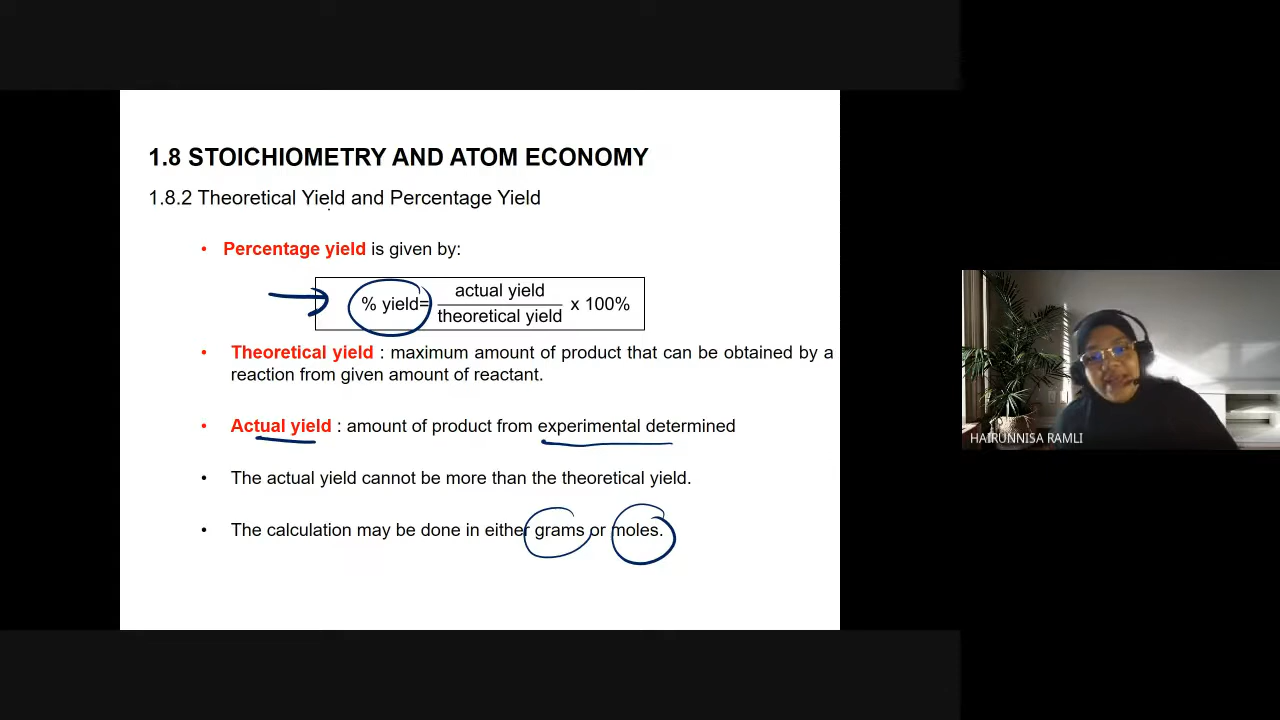 1.8 STOICHIOMETRY AND ATOM ECONOMY
1.8.2 Theoretical Yield and Percentage Yield
• Percentage yield is given by:
% yield= actual yield / theoretical yield x 100%
• Theoretical yield : maximum amount of product that can be obtained by a
reaction from given amount of reactant.
• Actual yield : amount of product from experimental determined
• The actual yield cannot be more than the theoretical yield.
• The calculation may be done in either grams or moles.
HAIRUNNISA RAMLI